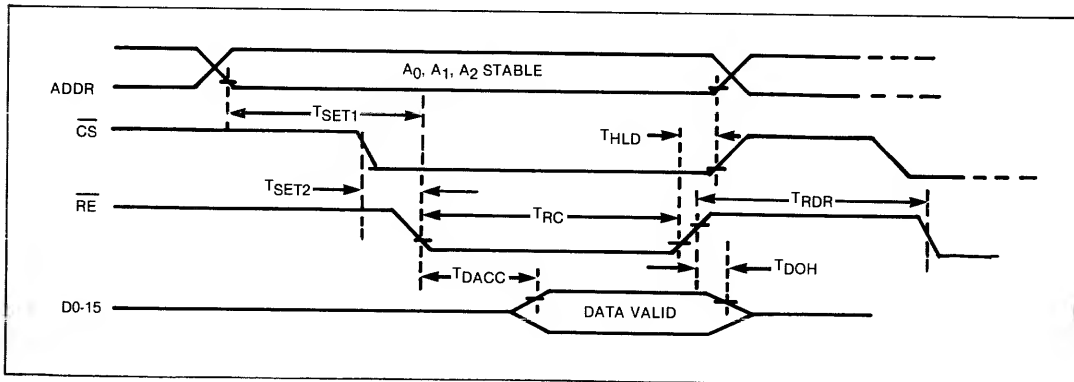 A0, A1, A2 STABLE
ADDR
TSET1
CS
THLD
TSET2
RE
TRC
TRDR
TDACC
TDOH
D0-15
DATA VALID